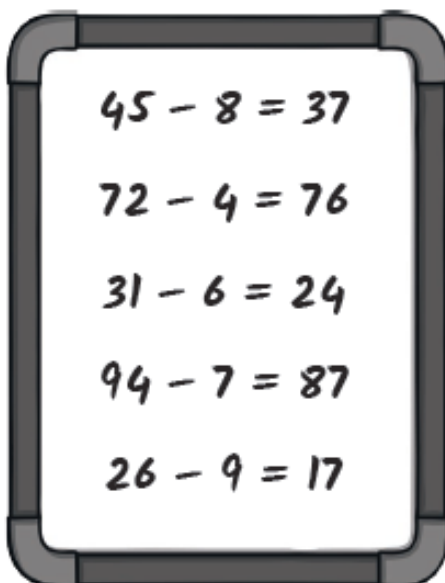 45 - 8 = 37
72 - 4 = 76
31 - 6 = 24
94 - 7 = 87
26 - 9 = 17